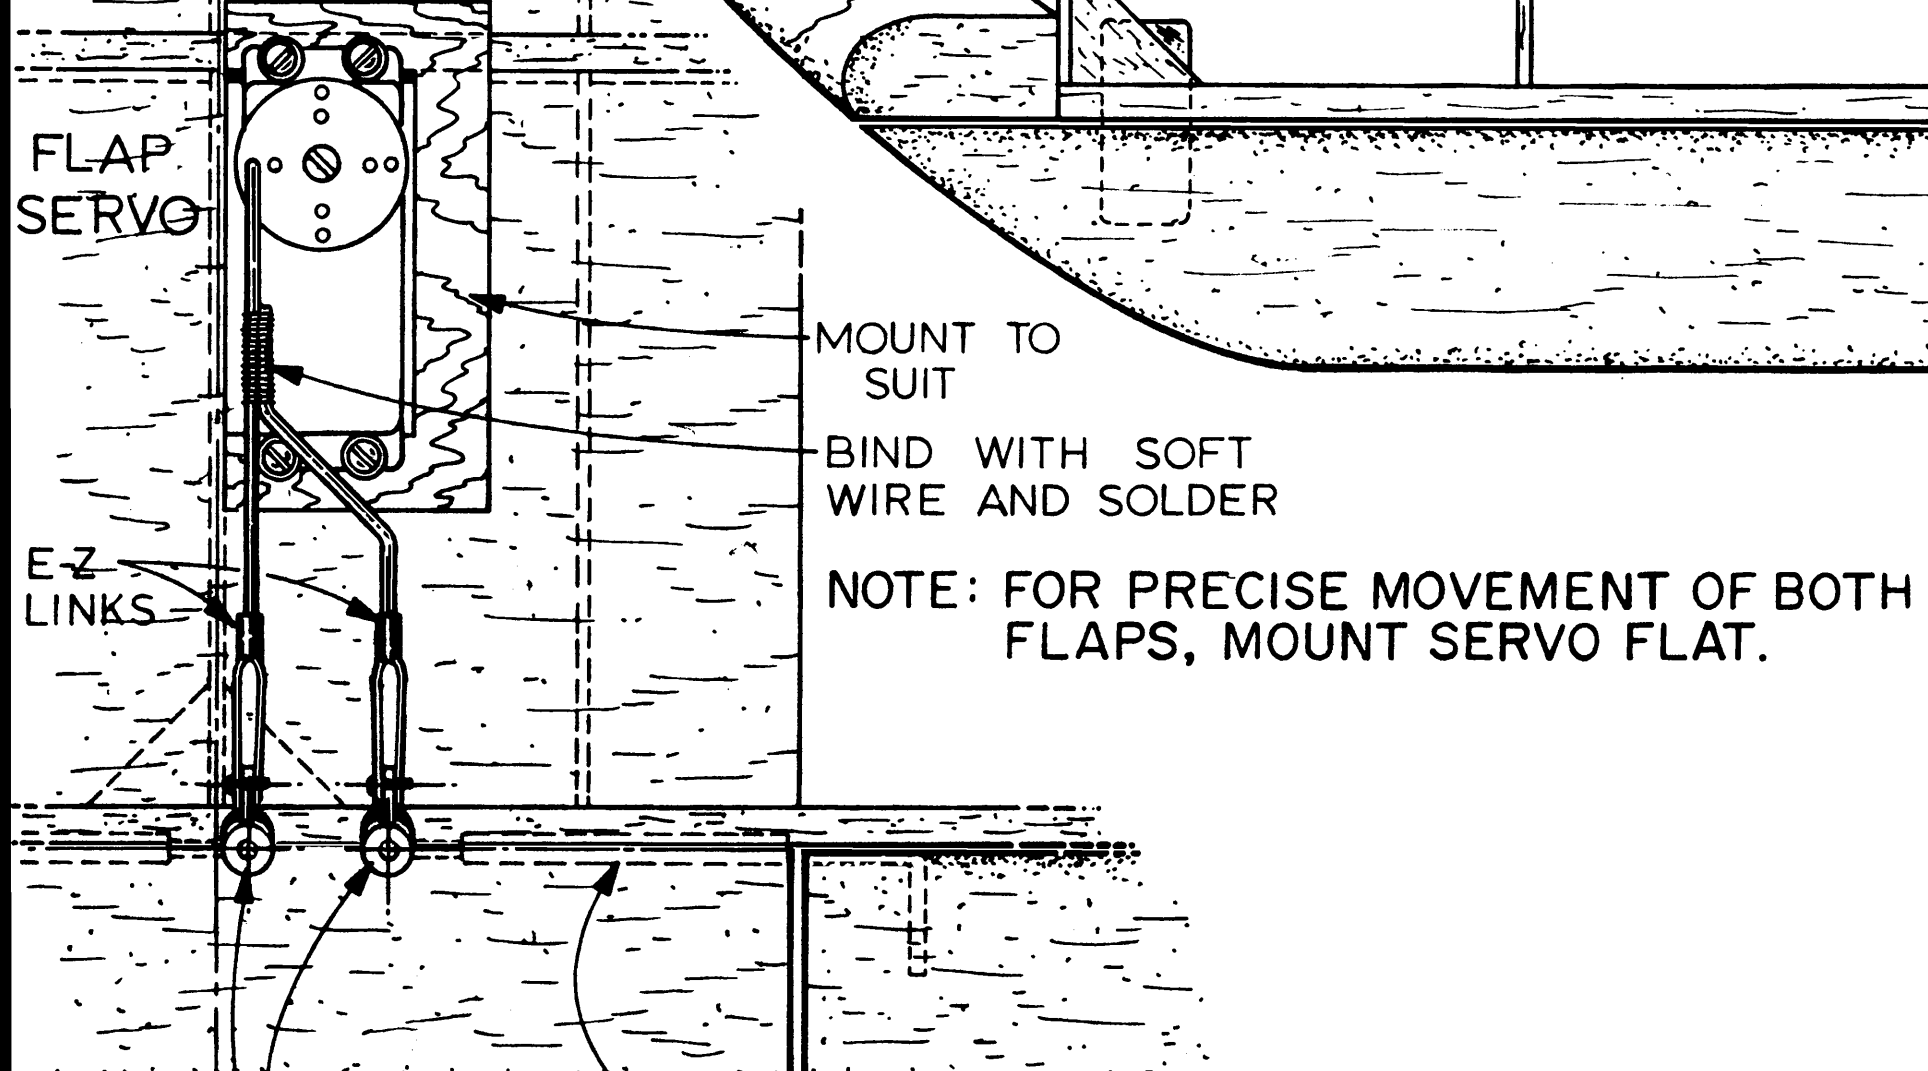 FLAP
SERVO
MOUNT TO
SUIT
BIND WITH SOFT
WIRE AND SOLDER
E-Z
LINKS
NOTE: FOR PRECISE MOVEMENT OF BOTH
FLAPS, MOUNT SERVO FLAT.